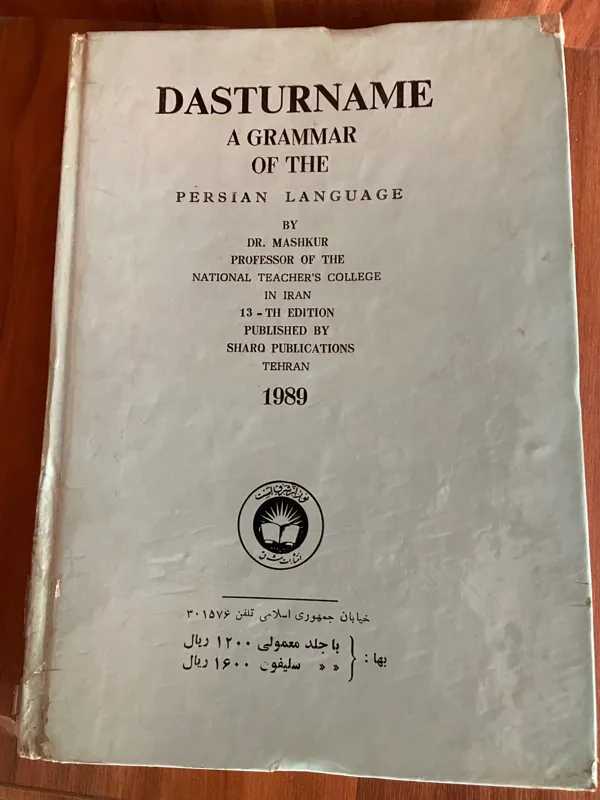 DASTURNAME
A GRAMMAR
OF THE
PERSIAN LANGUAGE
BY
DR. MASHKUR
PROFESSOR OF THE
NATIONAL TEACHER'S COLLEGE
IN IRAN
13 - TH EDITION
PUBLISHED BY
SHARQ PUBLICATIONS
TEHRAN
1989
انتشارات شرق
خیابان جمهوری اسلامی تلفن ۳۰۱۵۷۶
بها : { با جلد معمولی ۱۲۰۰ ریال
» » سلیفون ۱۶۰۰ ریال